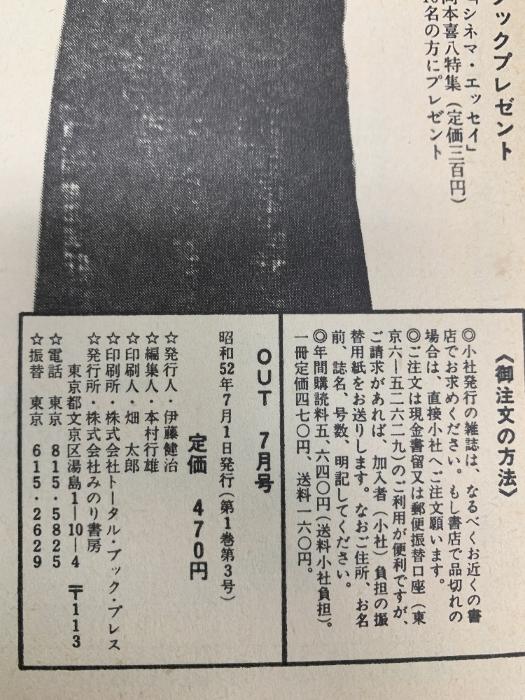 ックプレゼント
「シネマ・エッセイ」
岡本喜八特集（定価三百円）
10名の方にプレゼント
〈御注文の方法〉
◎小社発行の雑誌は、なるべくお近くの書
店でお求めください。もし書店で品切れの
場合は、直接小社へご注文願います。
◎ご注文は現金書留又は郵便振替口座（東
京六—五二六二九）のご利用が便利ですが、
ご請求があれば、加入者（小社）負担の振
替用紙をお送りします。なおご住所、お名
前、誌名、号数、明記してください。
◎年間購読料五、六四〇円（送料小社負担）。
一冊定価四七〇円、送料一六〇円。
OUT 7月号
昭和52年7月1日発行（第1巻第3号）
定価 470円
☆発行人・伊藤健治
☆編集人・本村行雄
☆印刷人・畑 太郎
☆印刷所・株式会社トータル・ブック・プレス
☆発行所・株式会社みのり書房
東京都文京区湯島1—10—4 〒113
☆電話 東京 815・5825
☆振替 東京 615・2629